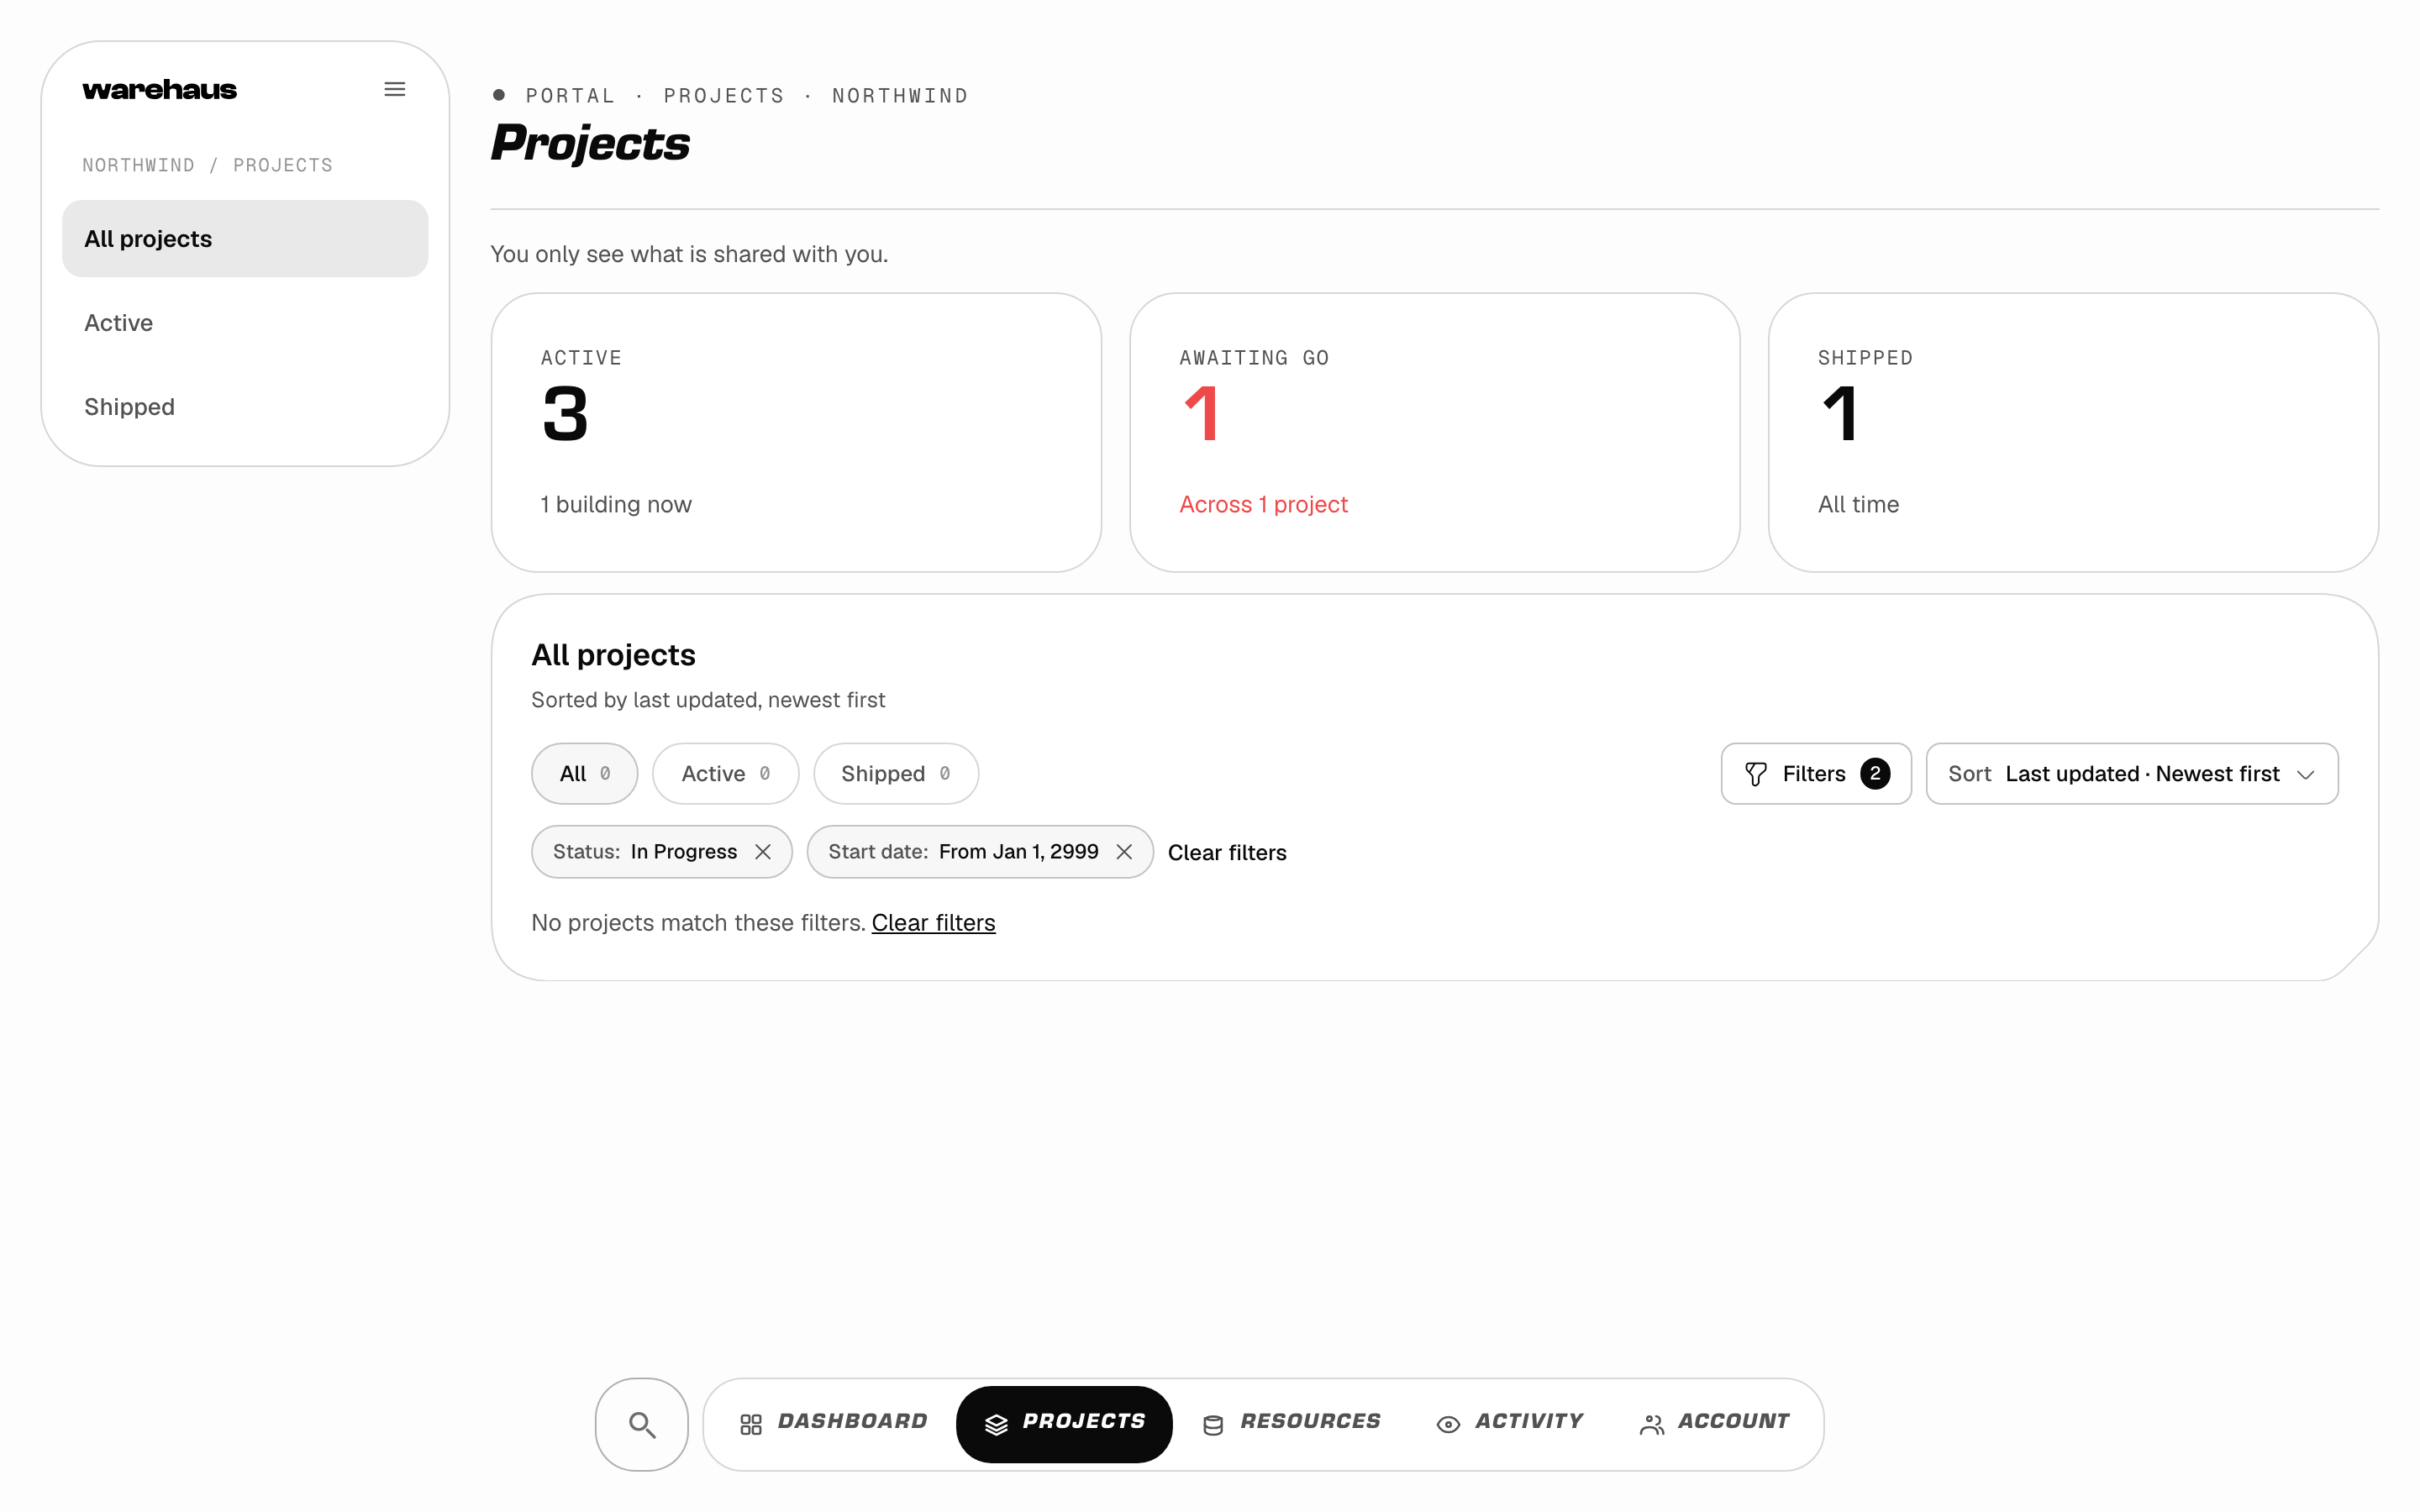 warehaus
NORTHWIND / PROJECTS
All projects
Active
Shipped
PORTAL · PROJECTS · NORTHWIND
Projects
You only see what is shared with you.
ACTIVE
3
1 building now
AWAITING GO
1
Across 1 project
SHIPPED
1
All time
All projects
Sorted by last updated, newest first
All 0
Active 0
Shipped 0
Filters 2
Sort Last updated · Newest first
Status: In Progress
Start date: From Jan 1, 2999
Clear filters
No projects match these filters. Clear filters
DASHBOARD
PROJECTS
RESOURCES
ACTIVITY
ACCOUNT